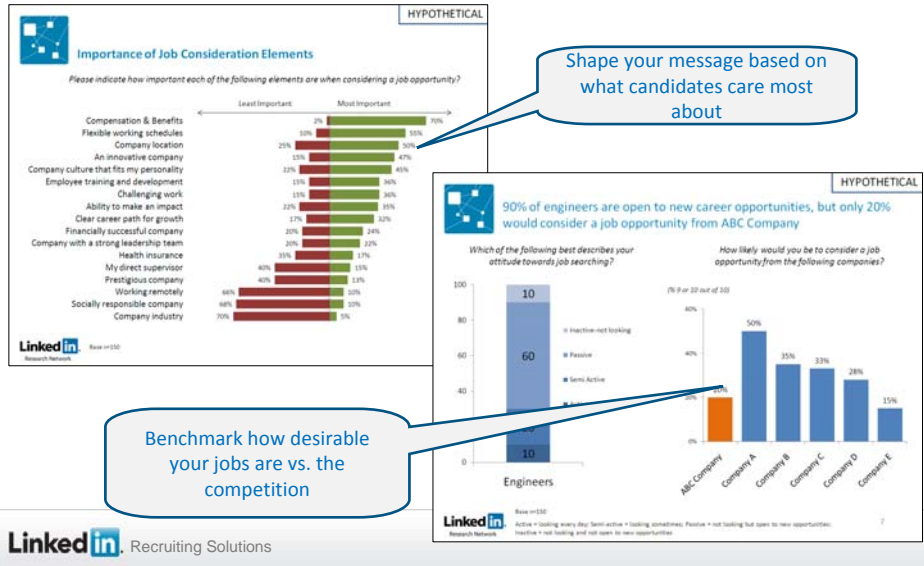 HYPOTHETICAL
Importance of Job Consideration Elements
Please indicate how important each of the following elements are when considering a job opportunity?
Least Important Most Important
Compensation & Benefits 2% 70%
Flexible working schedules 10% 55%
Company location 25% 50%
An innovative company 15% 47%
Company culture that fits my personality 22% 45%
Employee training and development 15% 36%
Challenging work 15% 36%
Ability to make an impact 22% 35%
Clear career path for growth 17% 32%
Financially successful company 20% 24%
Company with a strong leadership team 20% 22%
Health insurance 35% 17%
My direct supervisor 40% 15%
Prestigious company 40% 13%
Working remotely 66% 10%
Socially responsible company 68% 10%
Company industry 70% 5%
Linked in. Base n=150
Research Network
Shape your message based on
what candidates care most
about
HYPOTHETICAL
90% of engineers are open to new career opportunities, but only 20%
would consider a job opportunity from ABC Company
Which of the following best describes your
attitude towards job searching?
100
80
60
40
0
10
60
10
Inactive-not looking
Passive
Semi Active
Engineers
How likely would you be to consider a job
opportunity from the following companies?
(% 9 or 10 out of 10)
60%
40%
20%
0%
20%
50%
35%
33%
28%
15%
ABC Company
Company A
Company B
Company C
Company D
Company E
Base n=150
Active = looking every day; Semi-active = looking sometimes; Passive = not looking but open to new opportunities;
Inactive = not looking and not open to new opportunities
Linked in.
Research Network
7
Benchmark how desirable
your jobs are vs. the
competition
Linked in. Recruiting Solutions